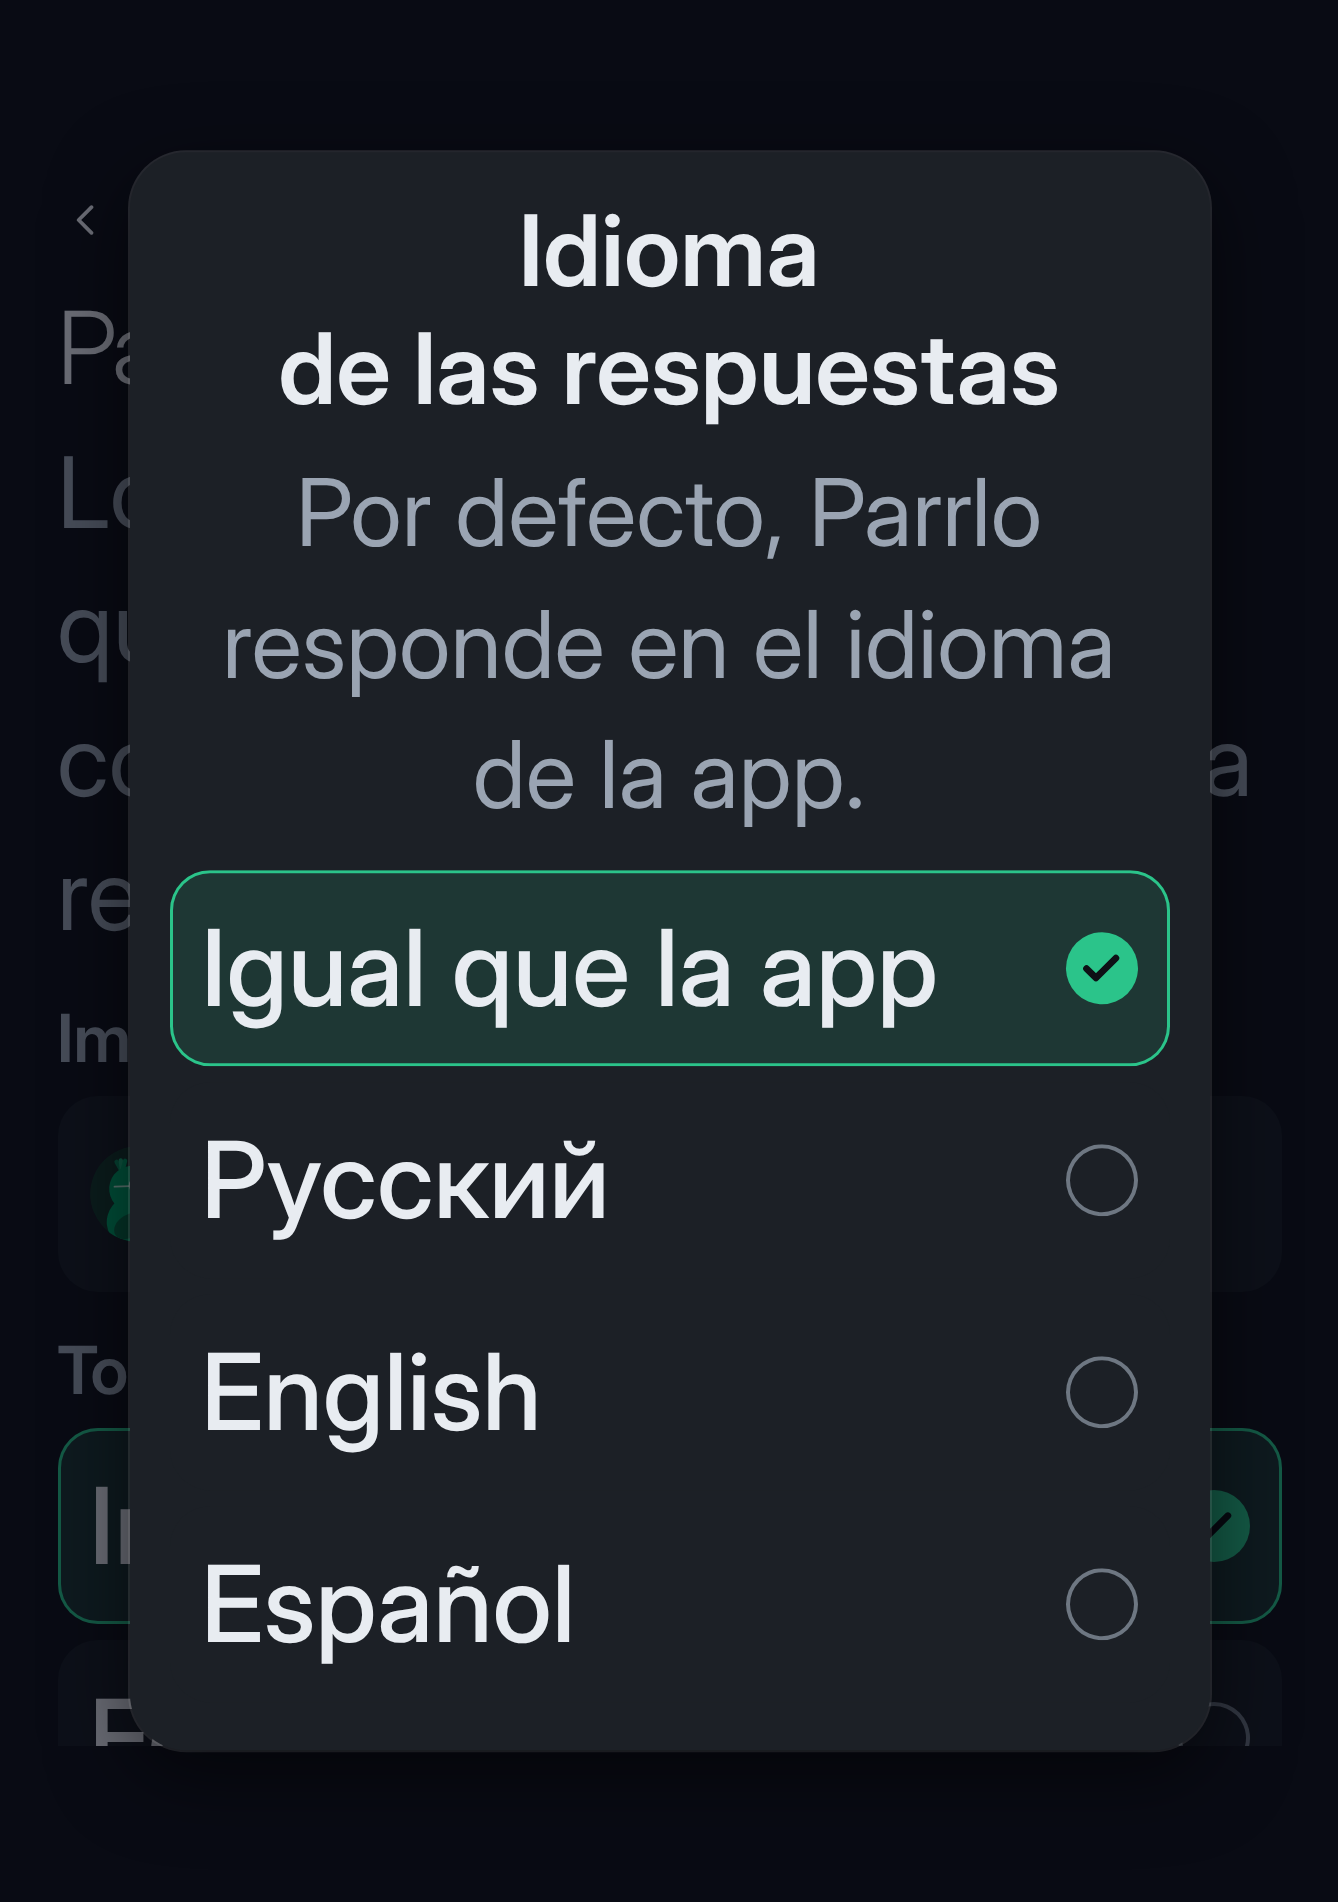 Idioma
de las respuestas
Por defecto, Parrlo
responde en el idioma
de la app.
Igual que la app
Русский
English
Español